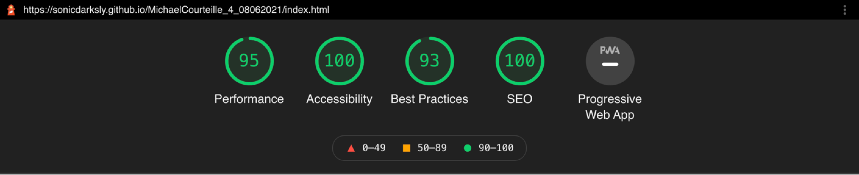 https://sonicdarksly.github.io/MichaelCourteille_4_08062021/index.html
95
100
93
100
PWA
Performance
Accessibility
Best Practices
SEO
Progressive
Web App
0–49
50–89
90–100